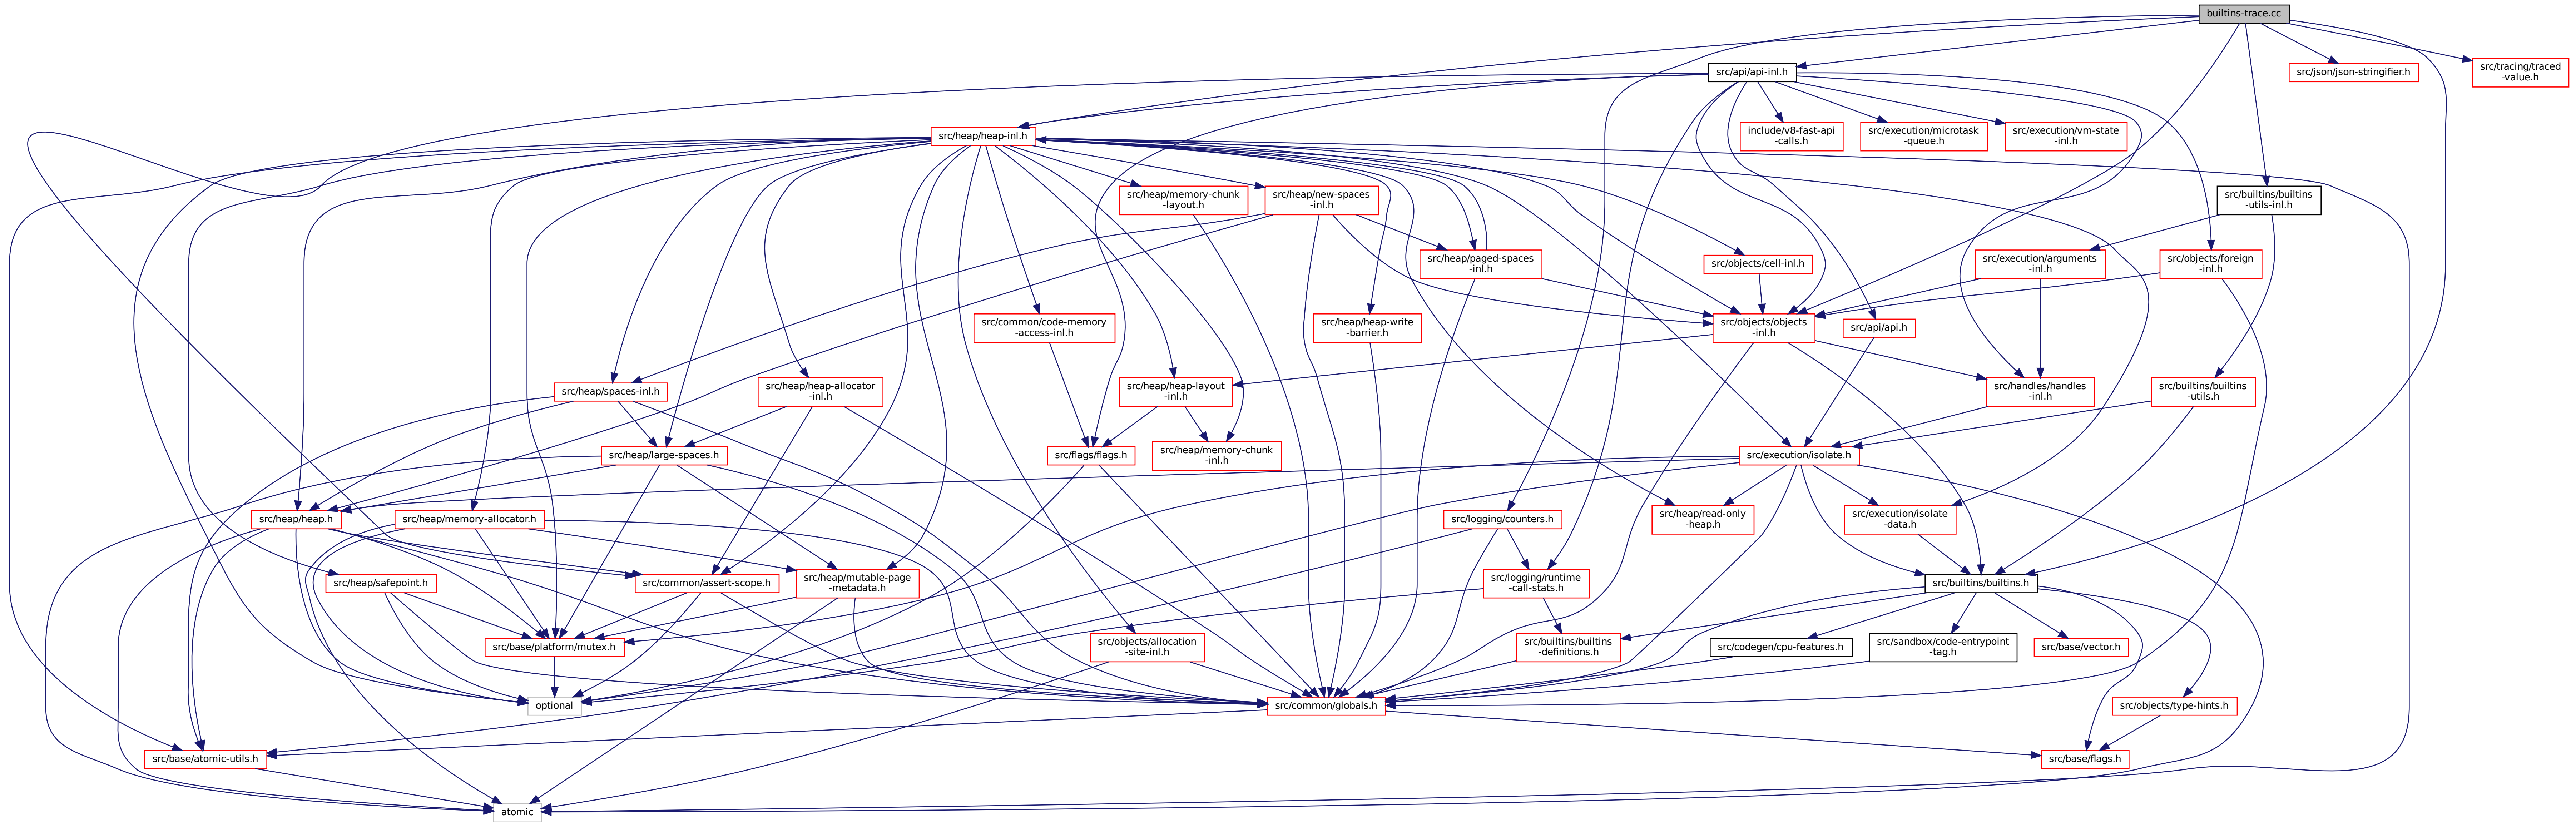 builtins-trace.cc
src/api/api-inl.h
src/json/json-stringifier.h
src/tracing/traced
-value.h
src/heap/heap-inl.h
include/v8-fast-api
-calls.h
src/execution/microtask
-queue.h
src/execution/vm-state
-inl.h
src/heap/memory-chunk
-layout.h
src/heap/new-spaces
-inl.h
src/builtins/builtins
-utils-inl.h
src/heap/paged-spaces
-inl.h
src/objects/cell-inl.h
src/execution/arguments
-inl.h
src/objects/foreign
-inl.h
src/common/code-memory
-access-inl.h
src/heap/heap-write
-barrier.h
src/objects/objects
-inl.h
src/api/api.h
src/heap/spaces-inl.h
src/heap/heap-allocator
-inl.h
src/heap/heap-layout
-inl.h
src/handles/handles
-inl.h
src/builtins/builtins
-utils.h
src/heap/large-spaces.h
src/flags/flags.h
src/heap/memory-chunk
-inl.h
src/execution/isolate.h
src/heap/heap.h
src/heap/memory-allocator.h
src/logging/counters.h
src/heap/read-only
-heap.h
src/execution/isolate
-data.h
src/heap/safepoint.h
src/common/assert-scope.h
src/heap/mutable-page
-metadata.h
src/logging/runtime
-call-stats.h
src/builtins/builtins.h
src/base/platform/mutex.h
src/objects/allocation
-site-inl.h
src/builtins/builtins
-definitions.h
src/codegen/cpu-features.h
src/sandbox/code-entrypoint
-tag.h
src/base/vector.h
optional
src/common/globals.h
src/objects/type-hints.h
src/base/atomic-utils.h
src/base/flags.h
atomic